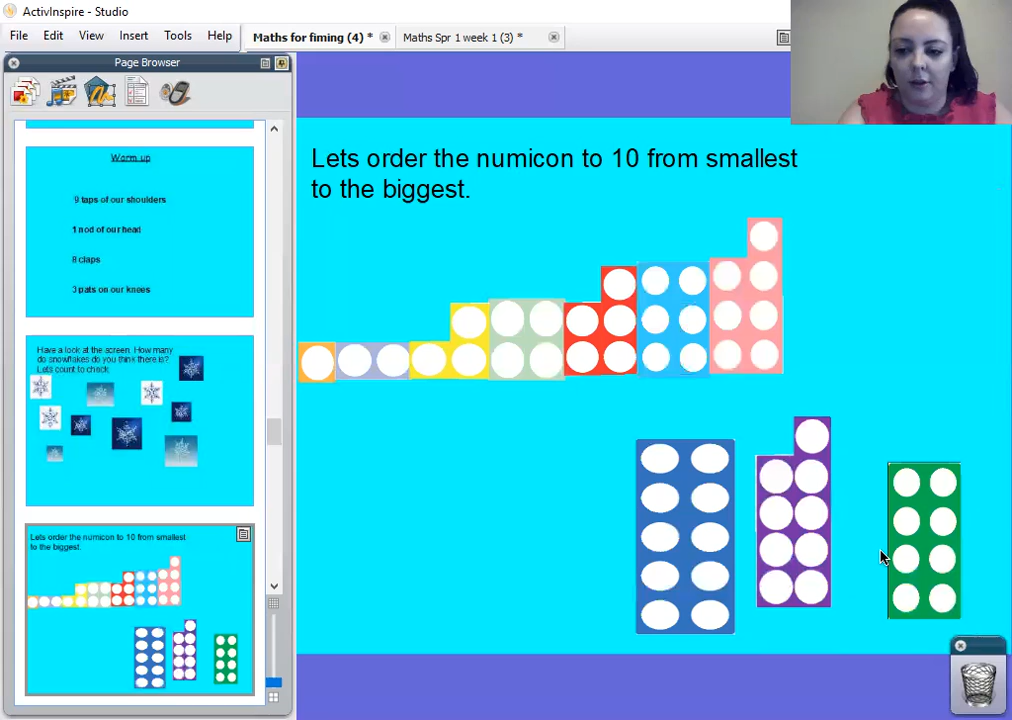 ActivInspire - Studio
File Edit View Insert Tools Help
Maths for fiming (4) *
Maths Spr 1 week 1 (3) *
Page Browser
Warm up
9 taps of our shoulders
1 nod of our head
8 claps
3 pats on our knees
Have a look at the screen. How many
do snowflakes do you think there is?
Lets count to check
Lets order the numicon to 10 from smallest
to the biggest.
Lets order the numicon to 10 from smallest
to the biggest.